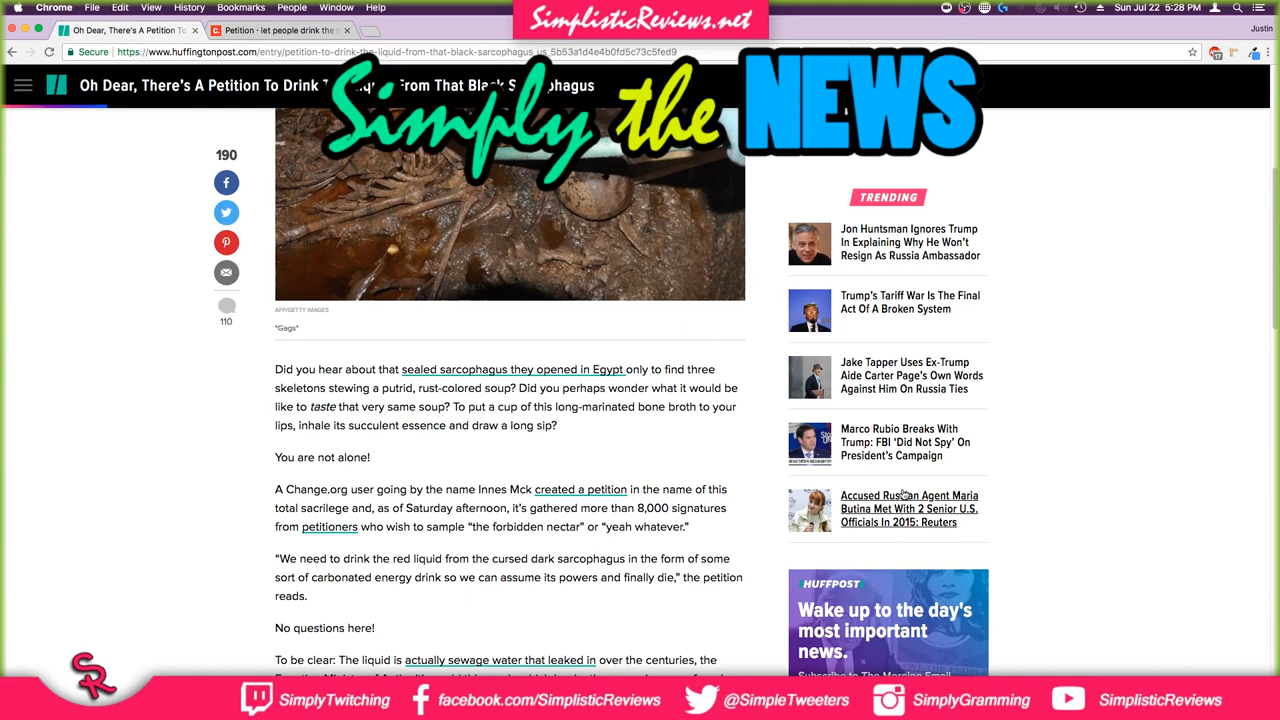 Chrome File Edit View History Bookmarks People Window Help
Sun Jul 22 5:28 PM
SimplisticReviews.net
Oh Dear, There's A Petition To
Petition · let people drink the
Justin
Secure https://www.huffingtonpost.com/entry/petition-to-drink-the-liquid-from-that-black-sarcophagus_us_5b53a1d4e4b0fd5c73c5fed9
Oh Dear, There's A Petition To Drink From That Black Sarcophagus
Simply the NEWS
190
110
AFP/GETTY IMAGES
*Gags*
Did you hear about that sealed sarcophagus they opened in Egypt only to find three
skeletons stewing a putrid, rust-colored soup? Did you perhaps wonder what it would be
like to taste that very same soup? To put a cup of this long-marinated bone broth to your
lips, inhale its succulent essence and draw a long sip?
You are not alone!
A Change.org user going by the name Innes Mck created a petition in the name of this
total sacrilege and, as of Saturday afternoon, it's gathered more than 8,000 signatures
from petitioners who wish to sample "the forbidden nectar" or "yeah whatever."
"We need to drink the red liquid from the cursed dark sarcophagus in the form of some
sort of carbonated energy drink so we can assume its powers and finally die," the petition
reads.
No questions here!
To be clear: The liquid is actually sewage water that leaked in over the centuries, the
TRENDING
Jon Huntsman Ignores Trump
In Explaining Why He Won't
Resign As Russia Ambassador
Trump's Tariff War Is The Final
Act Of A Broken System
Jake Tapper Uses Ex-Trump
Aide Carter Page's Own Words
Against Him On Russia Ties
Marco Rubio Breaks With
Trump: FBI 'Did Not Spy' On
President's Campaign
Accused Russian Agent Maria
Butina Met With 2 Senior U.S.
Officials In 2015: Reuters
HUFFPOST
Wake up to the day's
most important
news.
Subscribe to The Morning Email
SR
SimplyTwitching
facebook.com/SimplisticReviews
@SimpleTweeters
SimplyGramming
SimplisticReviews